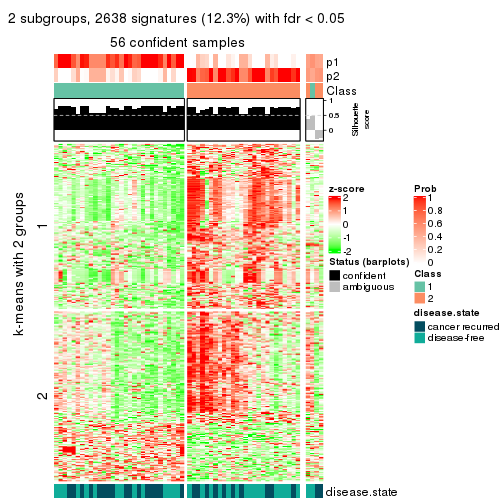 2 subgroups, 2638 signatures (12.3%) with fdr < 0.05
56 confident samples
p1
p2
Class
1
0.5
0
Silhouette
score
k-means with 2 groups
1
2
z-score
2
1
0
-1
-2
Status (barplots)
confident
ambiguous
Prob
1
0.8
0.6
0.4
0.2
0
Class
1
2
disease.state
cancer recurred
disease-free
disease.state